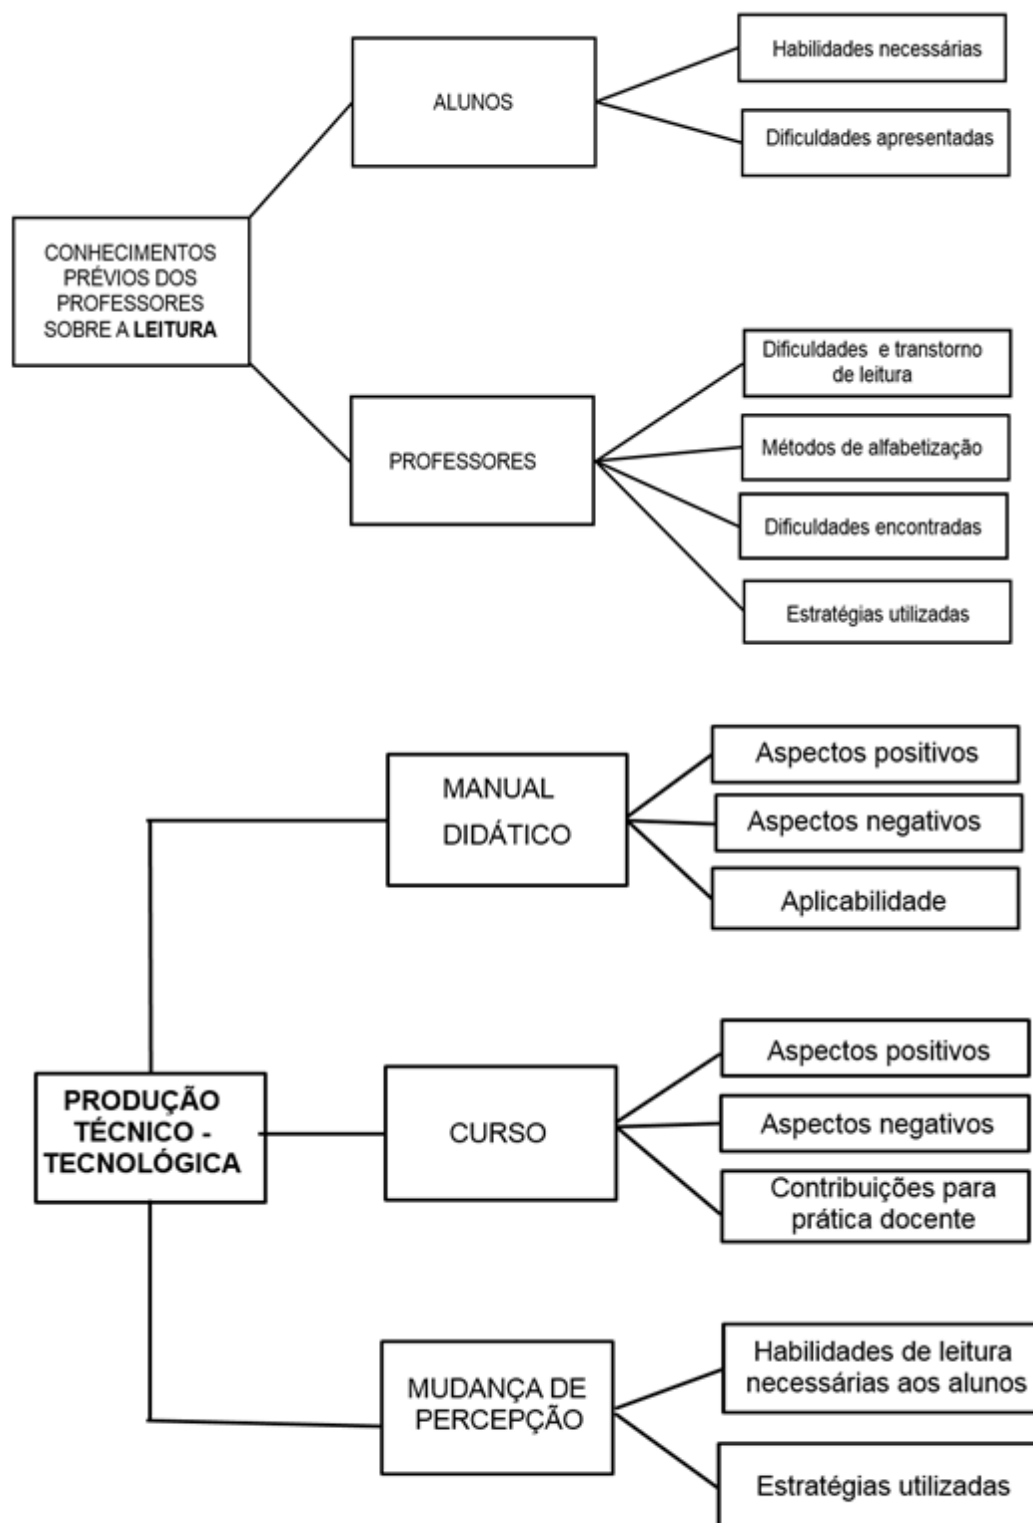 ALUNOS
Habilidades necessárias
Dificuldades apresentadas
CONHECIMENTOS
PRÉVIOS DOS
PROFESSORES
SOBRE A LEITURA
PROFESSORES
Dificuldades e transtorno
de leitura
Métodos de alfabetização
Dificuldades encontradas
Estratégias utilizadas
MANUAL
DIDÁTICO
Aspectos positivos
Aspectos negativos
Aplicabilidade
PRODUÇÃO
TÉCNICO -
TECNOLÓGICA
CURSO
Aspectos positivos
Aspectos negativos
Contribuições para
prática docente
MUDANÇA DE
PERCEPÇÃO
Habilidades de leitura
necessárias aos alunos
Estratégias utilizadas